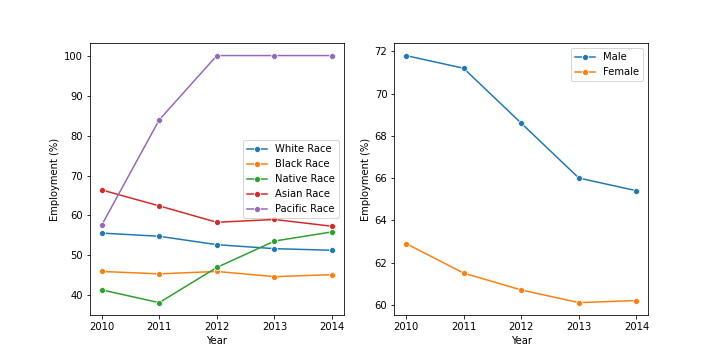 100
90
80
70
60
50
40
Employment (%)
2010 2011 2012 2013 2014
Year
White Race
Black Race
Native Race
Asian Race
Pacific Race
72
70
68
66
64
62
60
Employment (%)
2010 2011 2012 2013 2014
Year
Male
Female